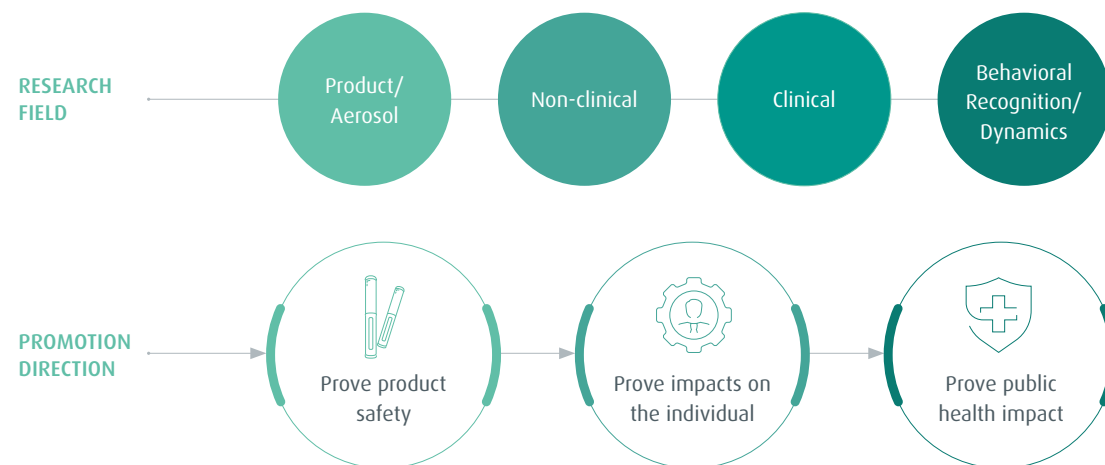 RESEARCH
FIELD
Product/
Aerosol
Non-clinical
Clinical
Behavioral
Recognition/
Dynamics
PROMOTION
DIRECTION
Prove product
safety
Prove impacts on
the individual
Prove public
health impact